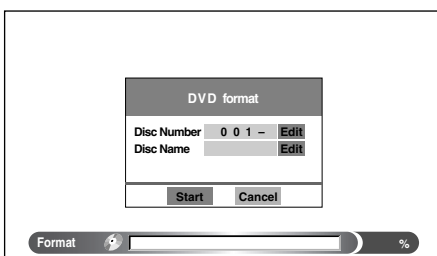 DVD format
Disc Number 0 0 1 – Edit
Disc Name Edit
Start Cancel
Format %